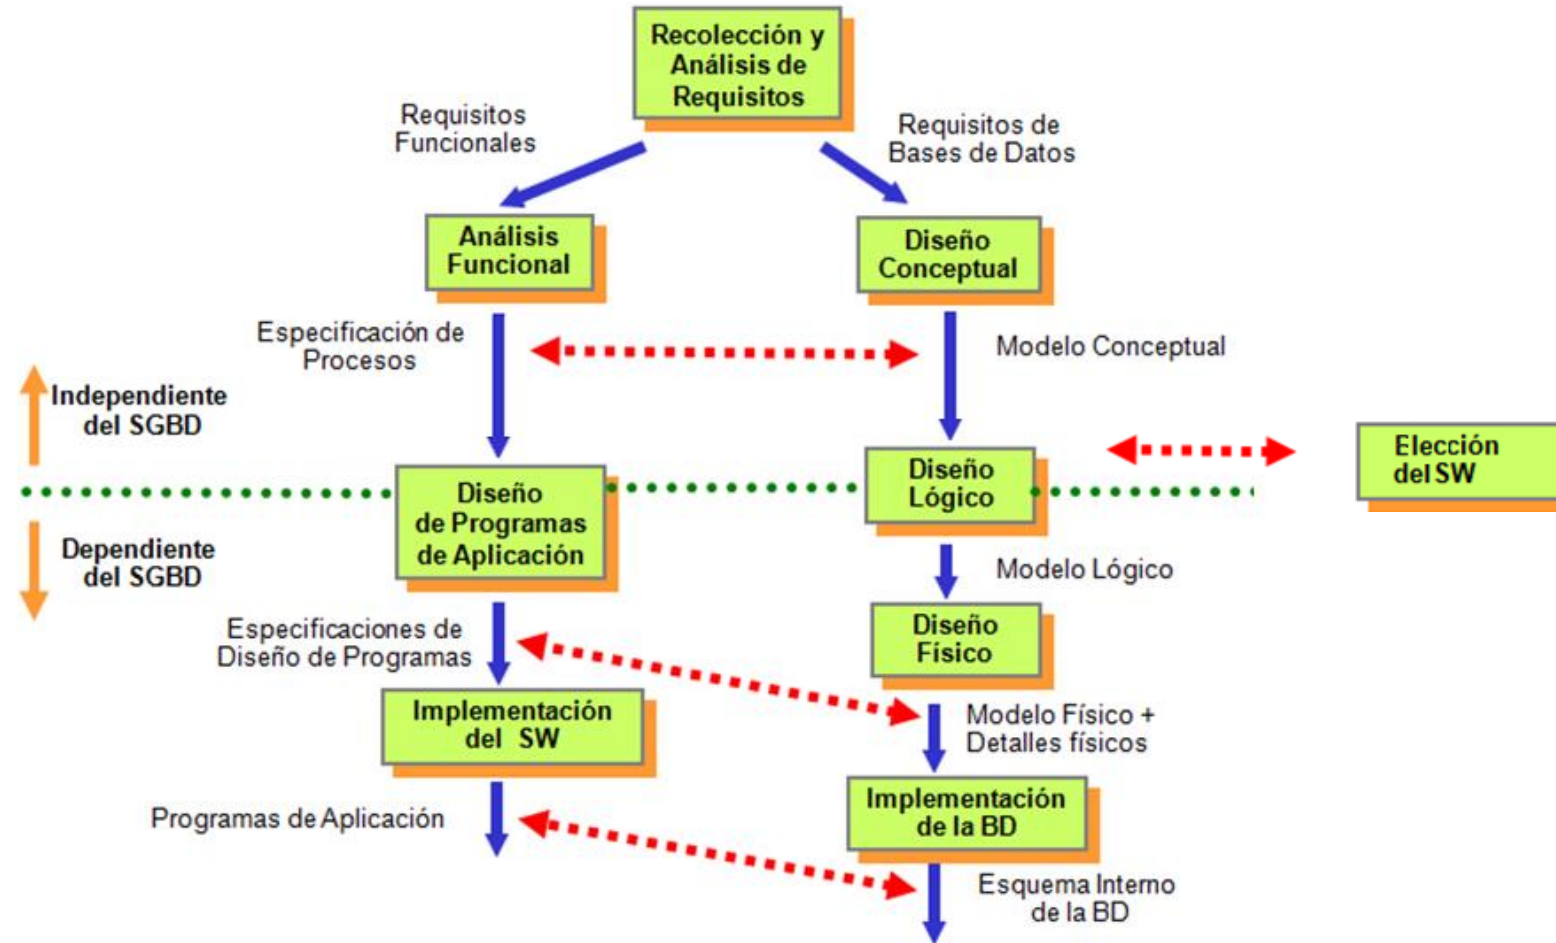 Recolección y
Análisis de
Requisitos
Requisitos
Funcionales
Requisitos de
Bases de Datos
Análisis
Funcional
Diseño
Conceptual
Especificación de
Procesos
Modelo Conceptual
Independiente
del SGBD
Elección
del SW
Diseño
Lógico
Diseño
de Programas
de Aplicación
Dependiente
del SGBD
Modelo Lógico
Especificaciones de
Diseño de Programas
Diseño
Físico
Implementación
del SW
Modelo Físico +
Detalles físicos
Programas de Aplicación
Implementación
de la BD
Esquema Interno
de la BD